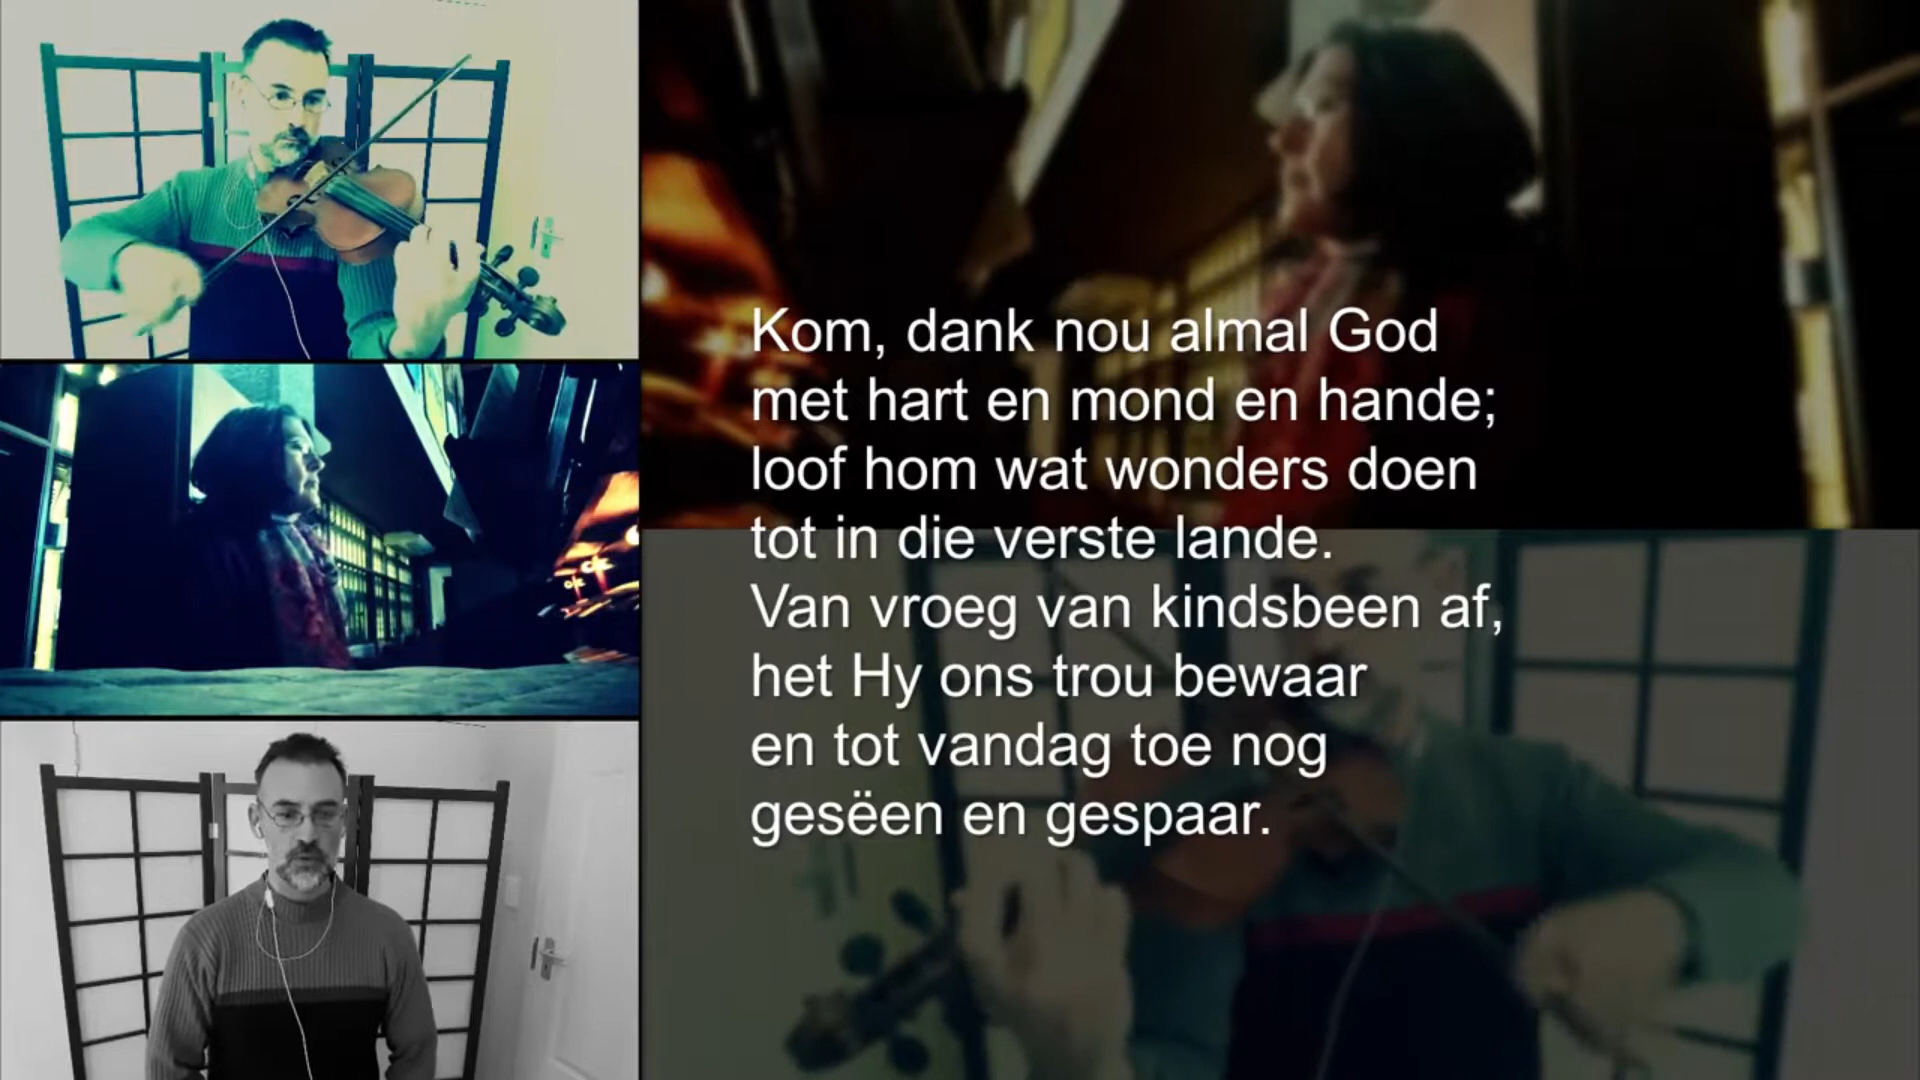 Kom, dank nou almal God
met hart en mond en hande;
loof hom wat wonders doen
tot in die verste lande.
Van vroeg van kindsbeen af,
het Hy ons trou bewaar
en tot vandag toe nog
gesëen en gespaar.